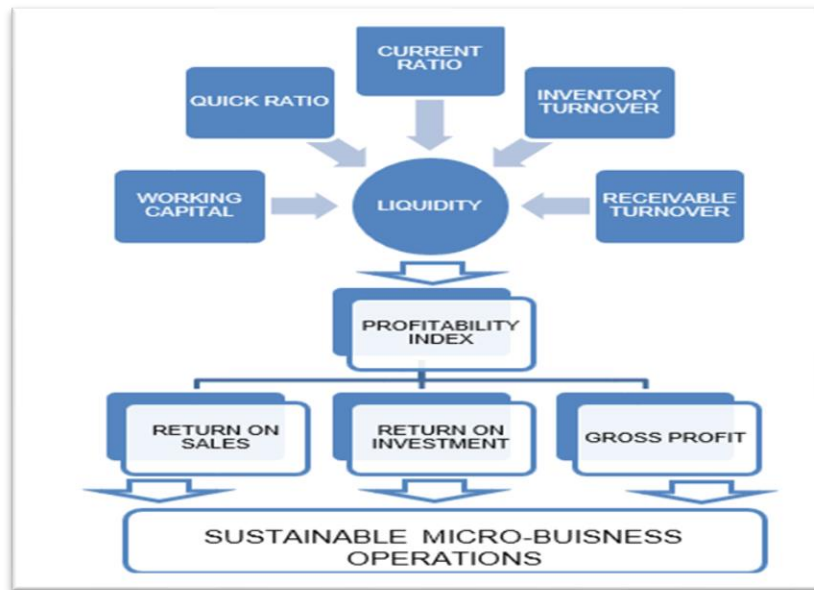 CURRENT
RATIO
QUICK RATIO
INVENTORY
TURNOVER
WORKING
CAPITAL
LIQUIDITY
RECEIVABLE
TURNOVER
PROFITABILITY
INDEX
RETURN ON
SALES
RETURN ON
INVESTMENT
GROSS PROFIT
SUSTAINABLE MICRO-BUISNESS
OPERATIONS